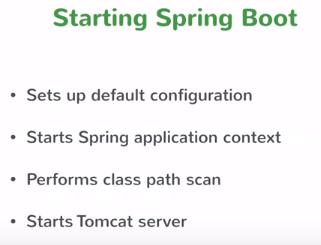 Starting Spring Boot
• Sets up default configuration
• Starts Spring application context
• Performs class path scan
• Starts Tomcat server